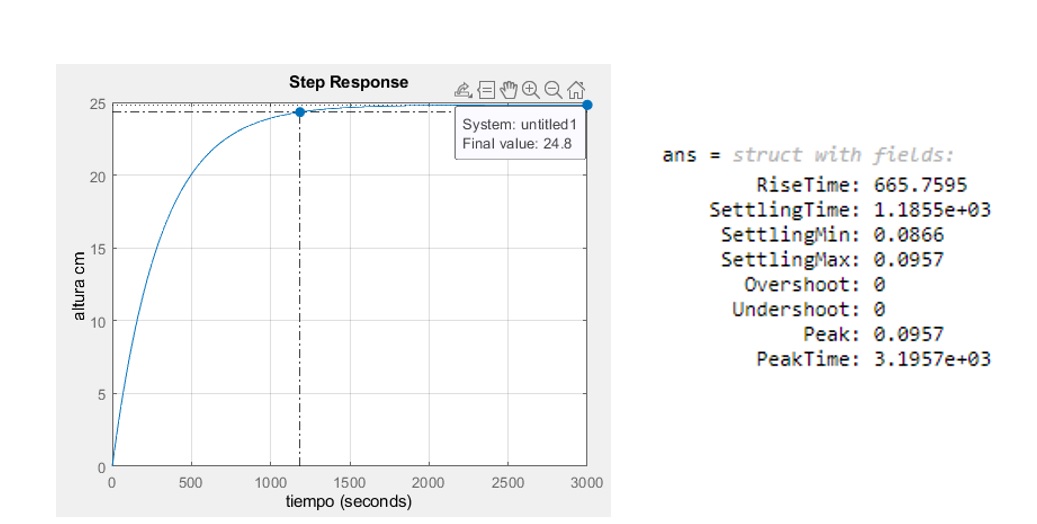 Step Response
25
20
15
10
5
0
altura cm
System: untitled1
Final value: 24.8
0 500 1000 1500 2000 2500 3000
tiempo (seconds)
ans = struct with fields:
RiseTime: 665.7595
SettlingTime: 1.1855e+03
SettlingMin: 0.0866
SettlingMax: 0.0957
Overshoot: 0
Undershoot: 0
Peak: 0.0957
PeakTime: 3.1957e+03